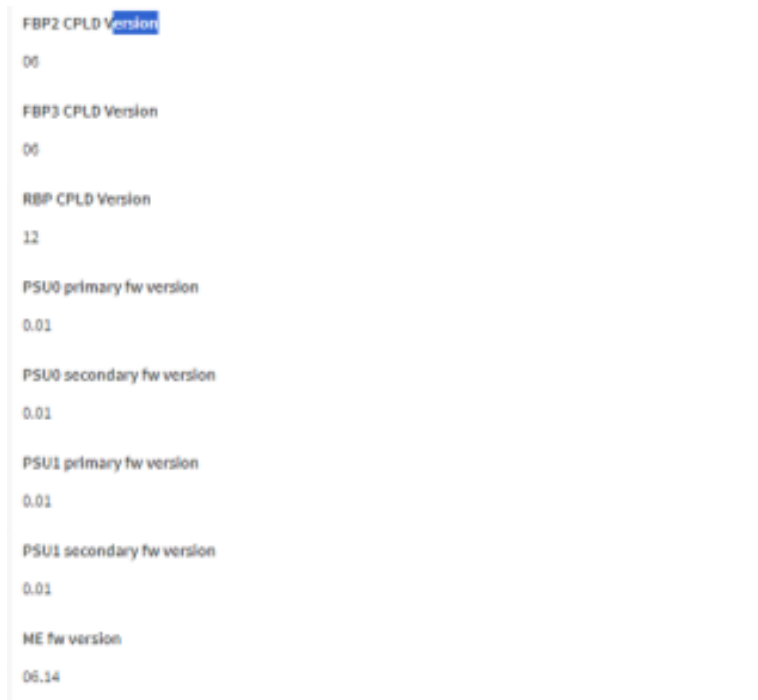 FBP2 CPLD Version
06
FBP3 CPLD Version
06
RBP CPLD Version
12
PSU0 primary fw version
0.01
PSU0 secondary fw version
0.01
PSU1 primary fw version
0.01
PSU1 secondary fw version
0.01
ME fw version
06.14